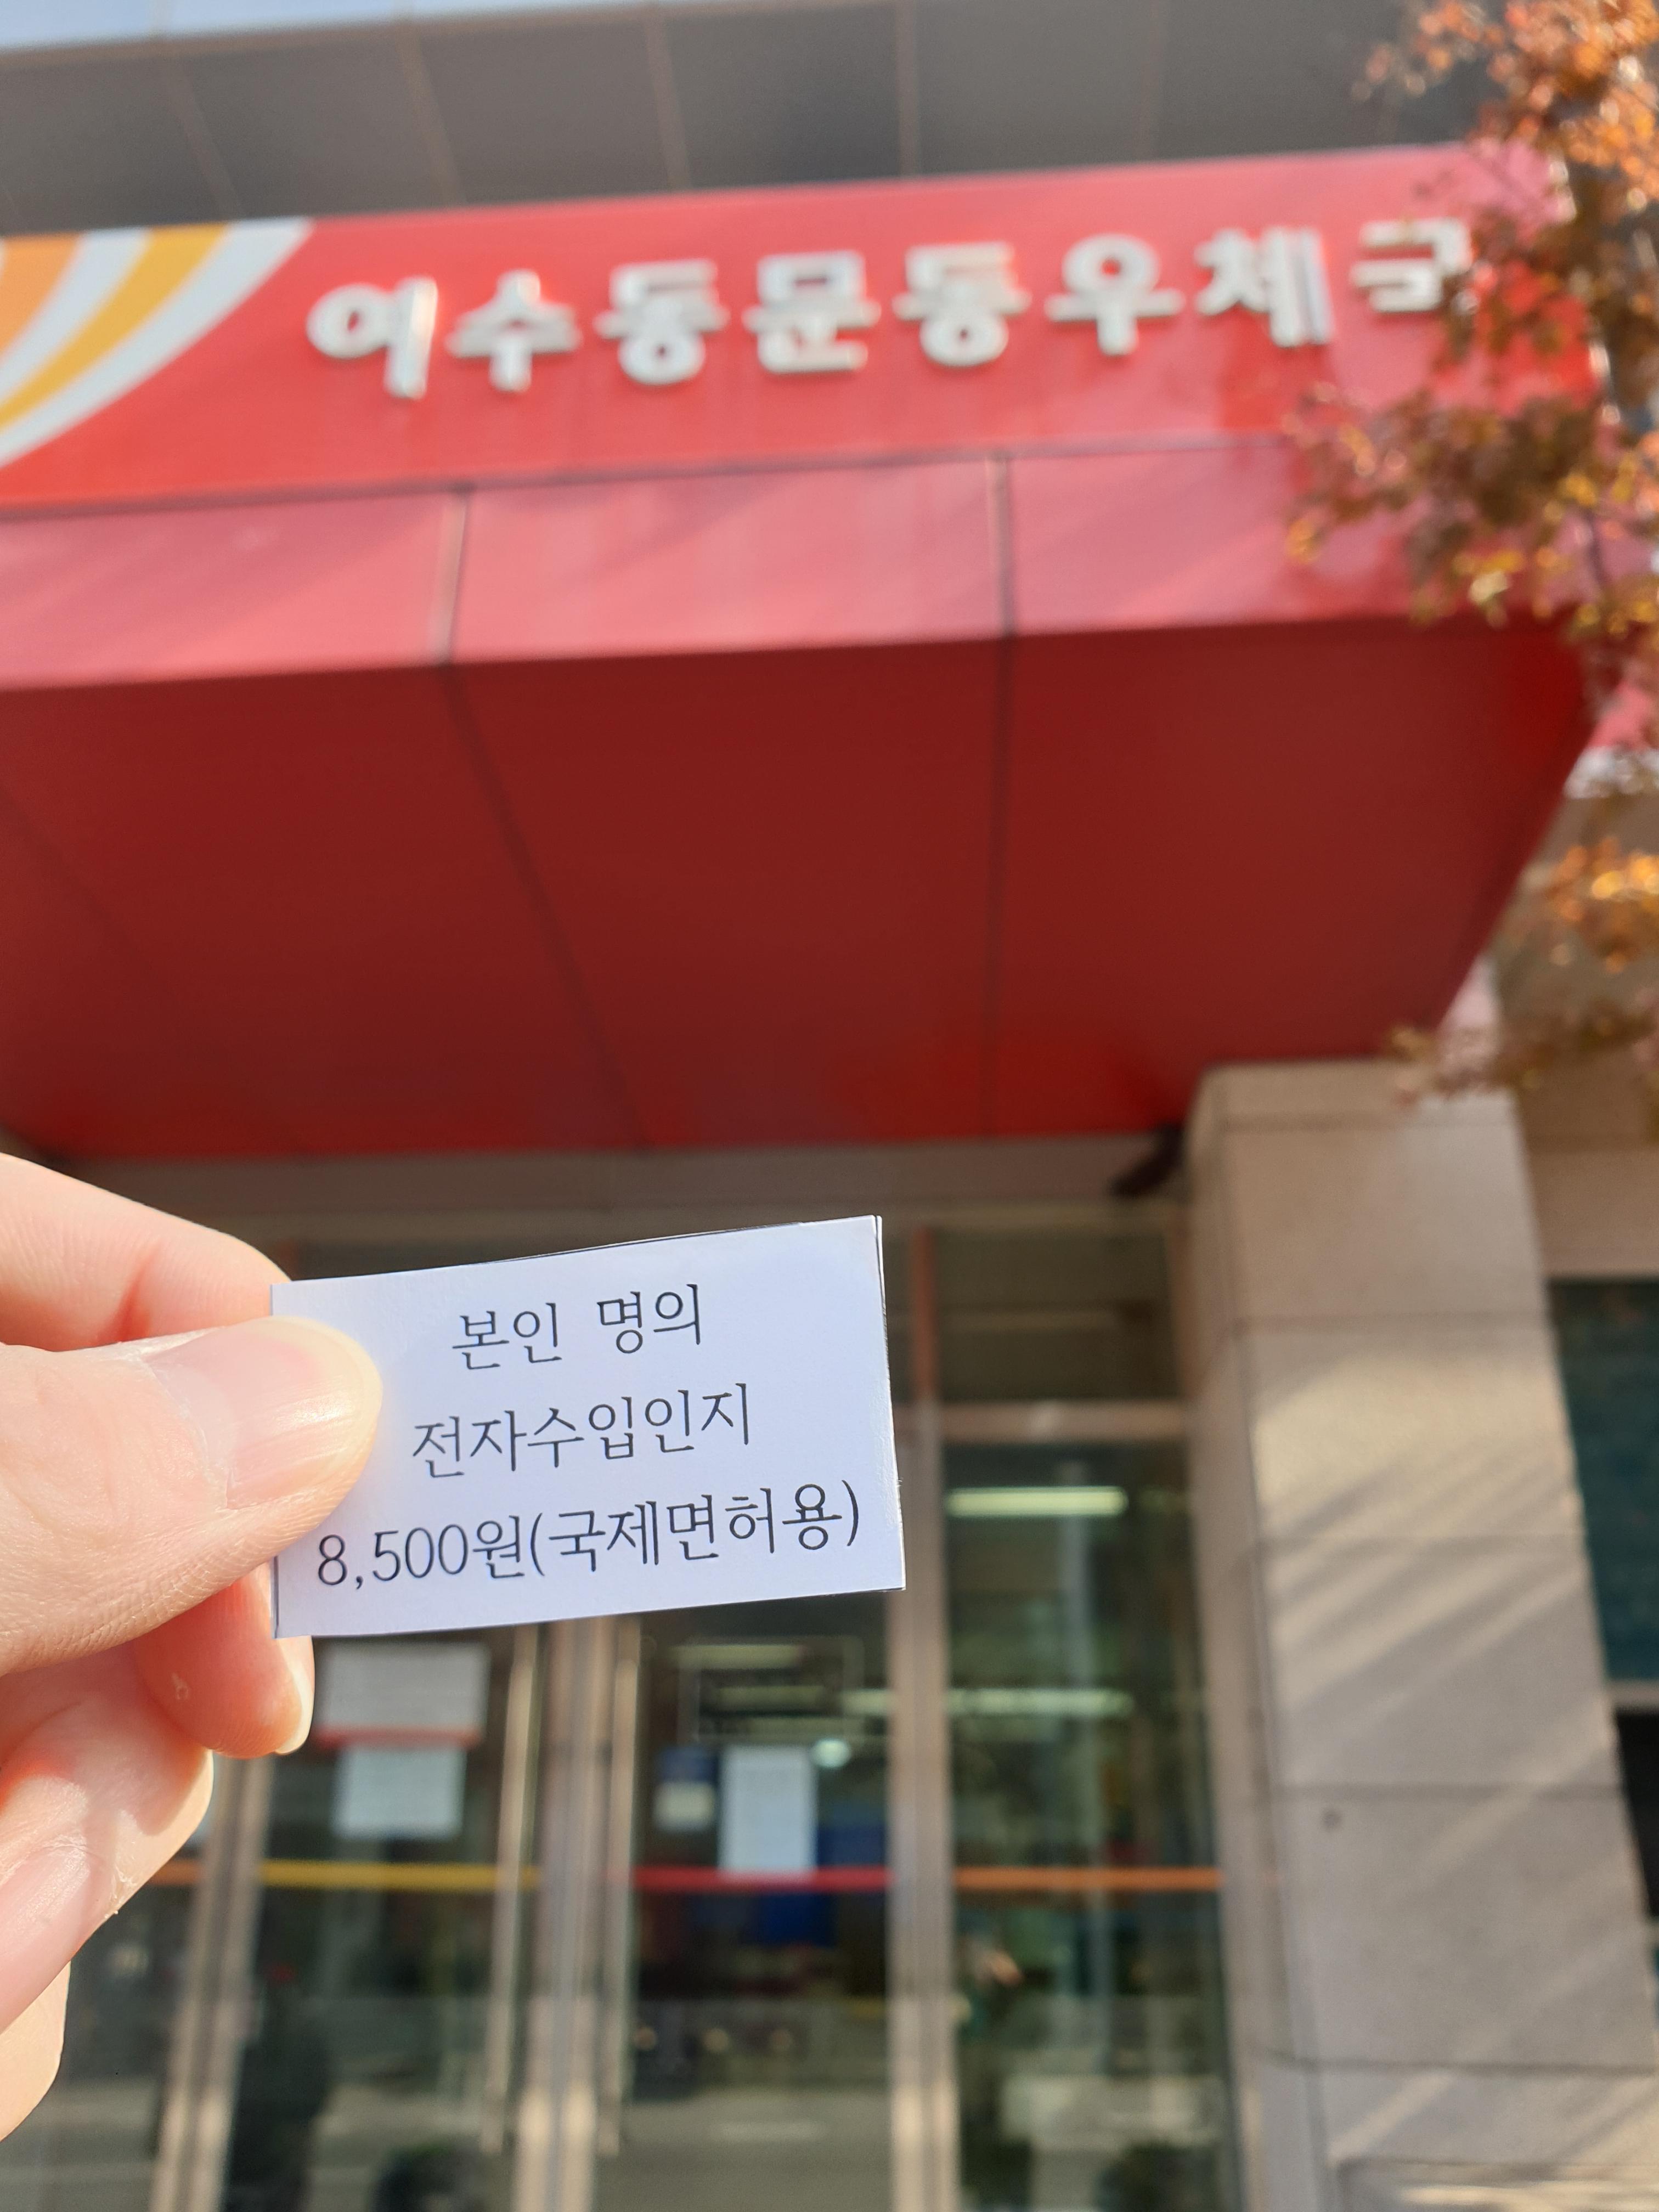 여수동문동우체국
본인 명의
전자수입인지
8,500원(국제면허용)